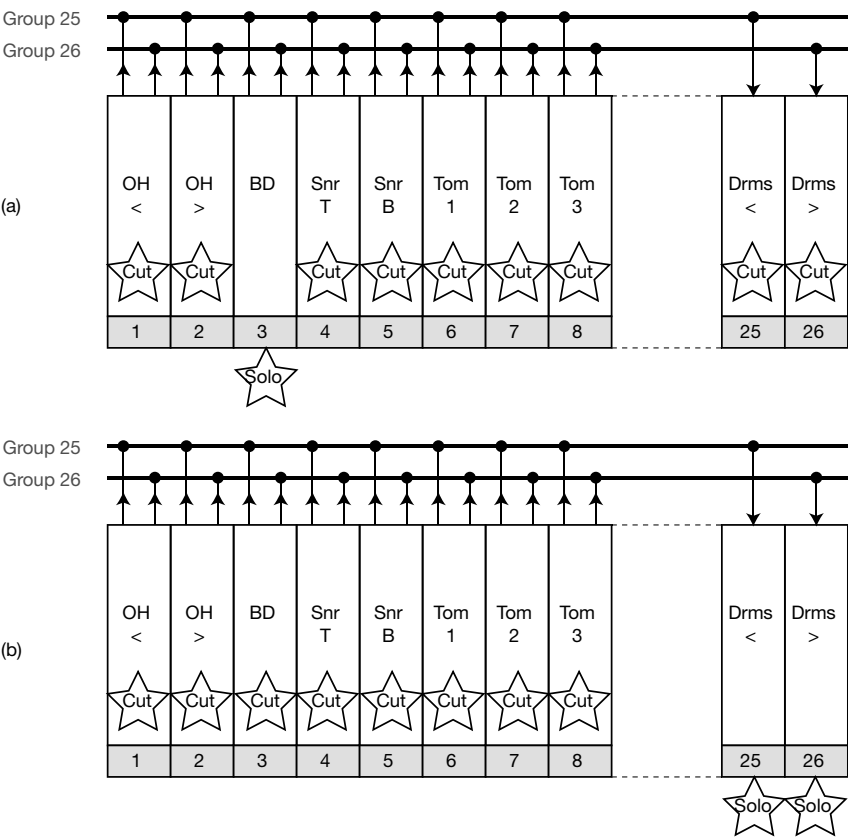 Group 25
Group 26
(a)
OH OH BD Snr Snr Tom Tom Tom Drms Drms
< > T B 1 2 3 < >
Cut Cut Cut Cut Cut Cut Cut Cut Cut
1 2 3 4 5 6 7 8 25 26
Solo
Group 25
Group 26
(b)
OH OH BD Snr Snr Tom Tom Tom Drms Drms
< > T B 1 2 3 < >
Cut Cut Cut Cut Cut Cut Cut Cut
1 2 3 4 5 6 7 8 25 26
Solo Solo